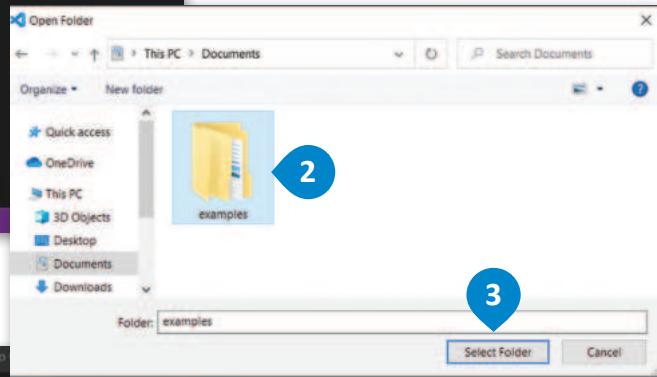 Open Folder
This PC > Documents
Search Documents
Organize
New folder
Quick access
OneDrive
This PC
3D Objects
Desktop
Documents
Downloads
examples
2
3
Folder: examples
Select Folder
Cancel